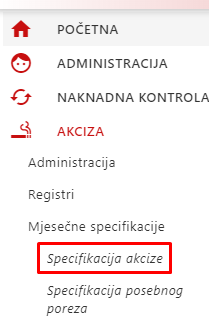 POČETNA
ADMINISTRACIJA
NAKNADNA KONTROLA
AKCIZA
Administracija
Registri
Mjesečne specifikacije
Specifikacija akcize
Specifikacija posebnog
poreza